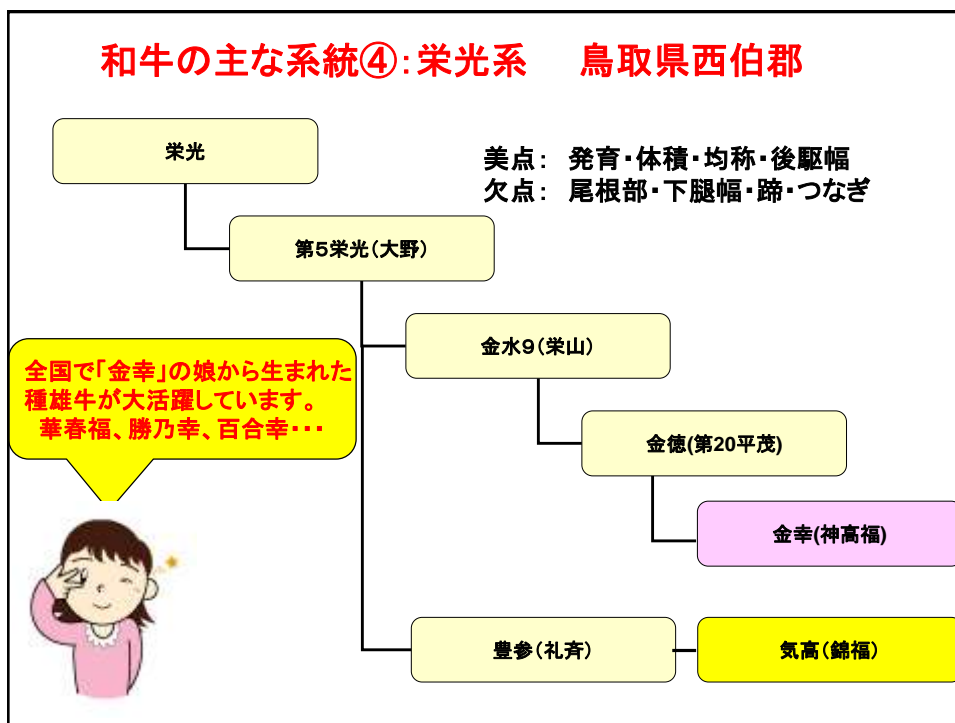 和牛の主な系統④:栄光系　鳥取県西伯郡
栄光
美点:　発育・体積・均称・後駆幅
欠点:　尾根部・下腿幅・蹄・つなぎ
第5栄光(大野)
金水９(栄山)
全国で「金幸」の娘から生まれた
種雄牛が大活躍しています。
華春福、勝乃幸、百合幸・・・
金徳(第20平茂)
金幸(神高福)
豊参(礼斉)
気高(錦福)